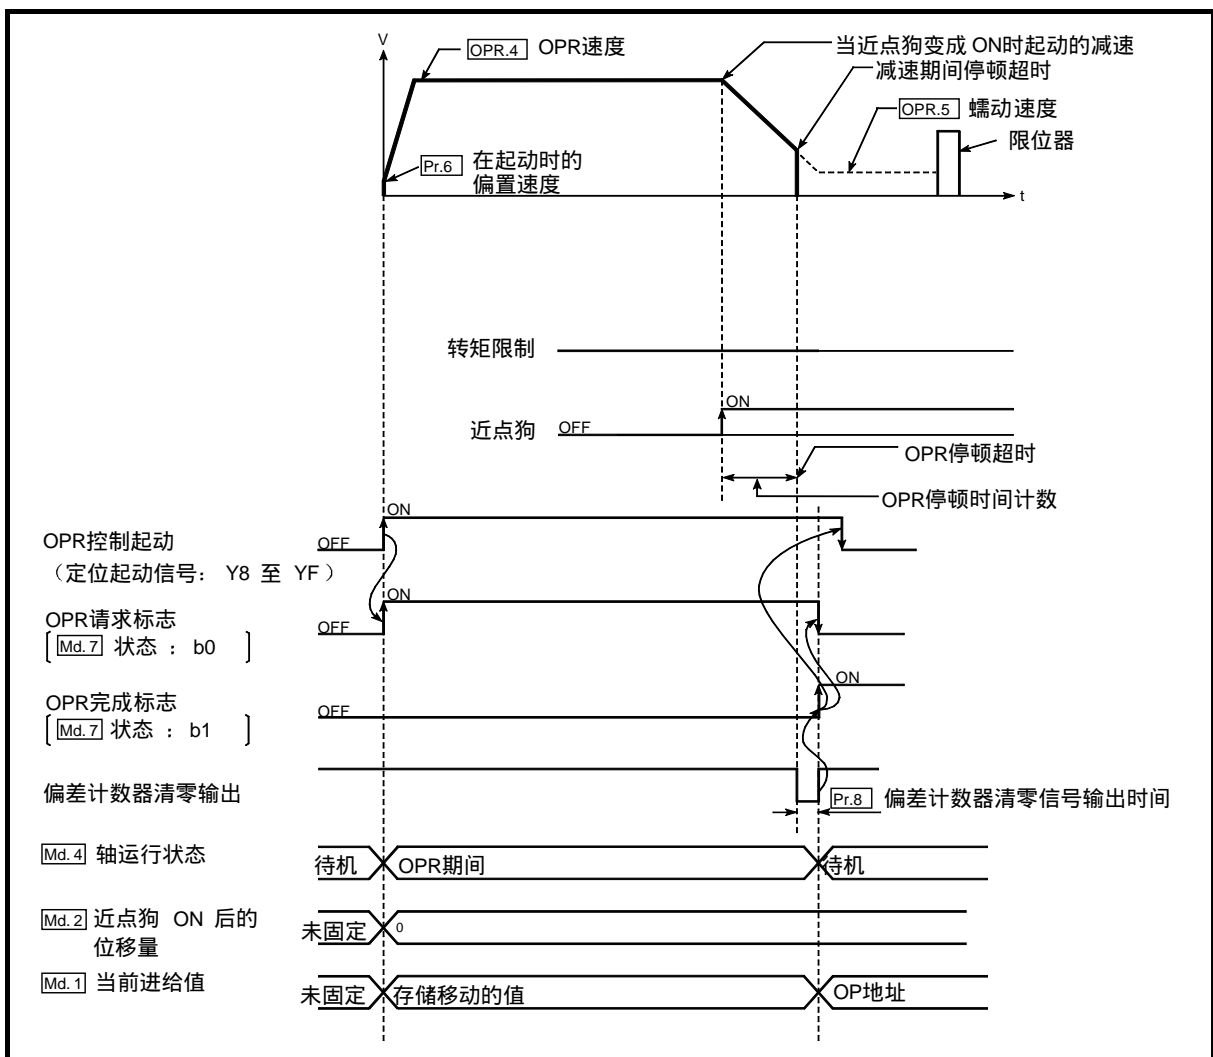 V
OPR.4 OPR速度
当近点狗变成 ON时起动的减速
减速期间停顿超时
OPR.5 蠕动速度
限位器
Pr.6 在起动时的
偏置速度
t
转矩限制
ON
近点狗 OFF
OPR停顿超时
OPR停顿时间计数
ON
OPR控制起动 OFF
（定位起动信号： Y8 至 YF）
ON
OPR请求标志 OFF
Md.7 状态 ： b0
ON
OPR完成标志 OFF
Md.7 状态 ： b1
偏差计数器清零输出
Pr.8 偏差计数器清零信号输出时间
Md.4 轴运行状态 待机 OPR期间 待机
Md.2 近点狗 ON 后的
位移量
未固定 0
Md.1 当前进给值 未固定 存储移动的值 OP地址